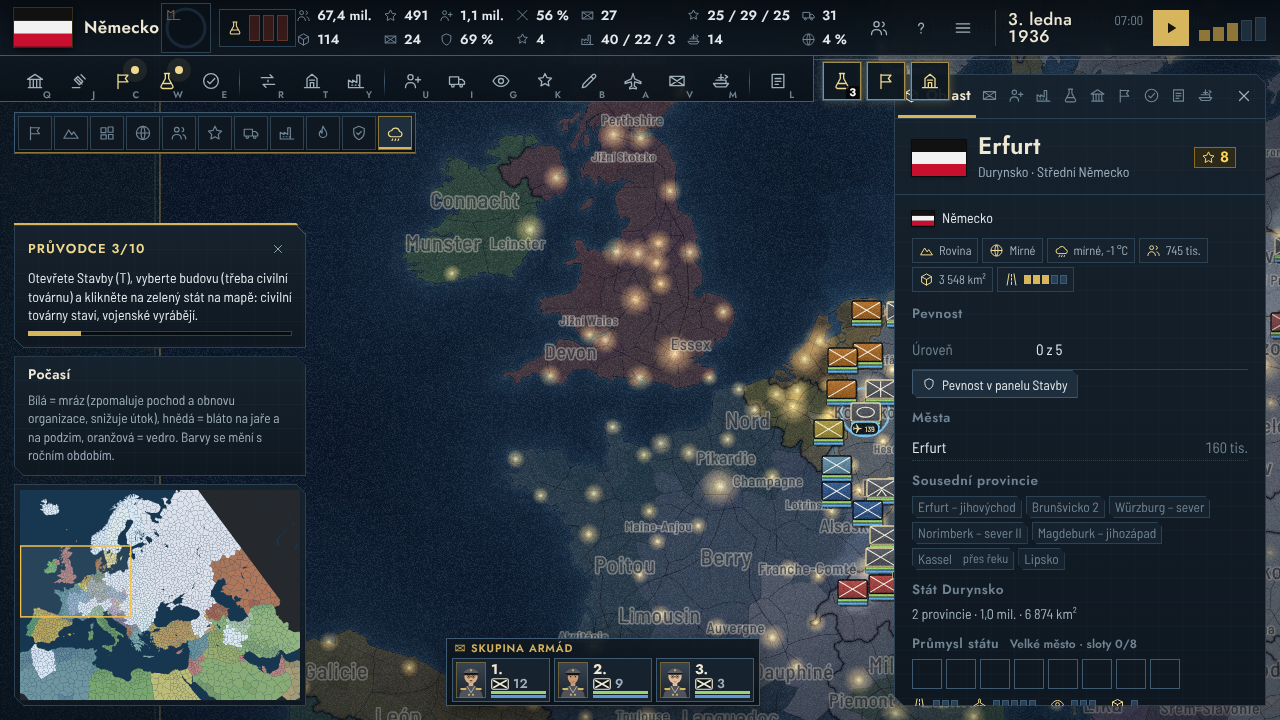 Německo
67,4 mil.
491
1,1 mil.
56 %
27
25 / 29 / 25
31
114
24
69 %
4
40 / 22 / 3
14
4 %
?
3. ledna
1936
07:00
Q
J
C
W
E
R
T
Y
U
I
G
K
B
A
V
M
L
3
Erfurt
8
Durynsko · Střední Německo
Německo
Rovina
Mírné
mírné, -1 °C
745 tis.
3 548 km²
Pevnost
Úroveň
0 z 5
Pevnost v panelu Stavby
Města
Erfurt
160 tis.
Sousední provincie
Erfurt – jihovýchod
Brunšvicko 2
Würzburg – sever
Norimberk – sever II
Magdeburk – jihozápad
Kassel přes řeku
Lipsko
Stát Durynsko
2 provincie · 1,0 mil. · 6 874 km²
Průmysl státu
Velké město · sloty 0/8
PRŮVODCE 3/10
Otevřete Stavby (T), vyberte budovu (třeba civilní
továrnu) a klikněte na zelený stát na mapě: civilní
továrny staví, vojenské vyrábějí.
Počasí
Bílá = mráz (zpomaluje pochod a obnovu
organizace, snižuje útok), hnědá = bláto na jaře a
na podzim, oranžová = vedro. Barvy se mění s
ročním obdobím.
Perthshire
Jižní Skotsko
Connacht
Munster
Leinster
Jižní Wales
Devon
Essex
Nord
Pikardie
Champagne
Maine-Anjou
Poitou
Berry
Franche-Comté
Limousin
Auvergne
Dauphiné
Piemont
Galicie
León
Toulouse
Languedoc
139
SKUPINA ARMÁD
1.
12
2.
9
3.
3